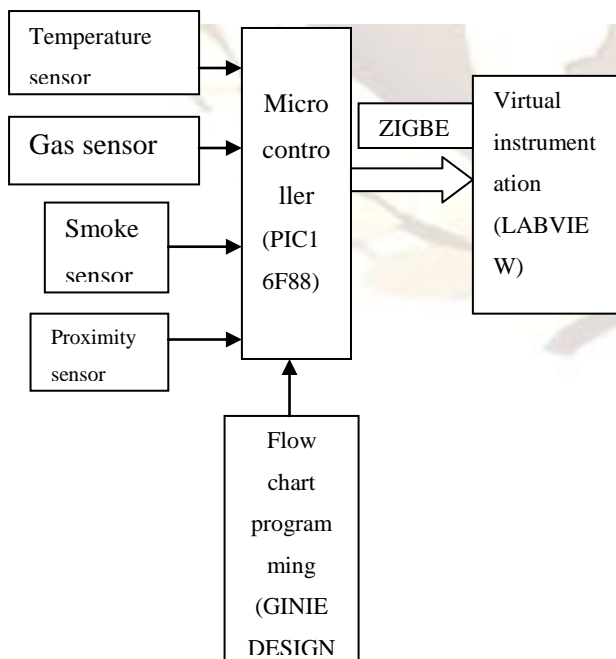 Temperature
sensor
Gas sensor
Smoke
sensor
Proximity
sensor
Micro
contro
ller
(PIC1
6F88)
ZIGBE
Virtual
instrument
ation
(LABVIE
W)
Flow
chart
program
ming
(GINIE
DESIGN